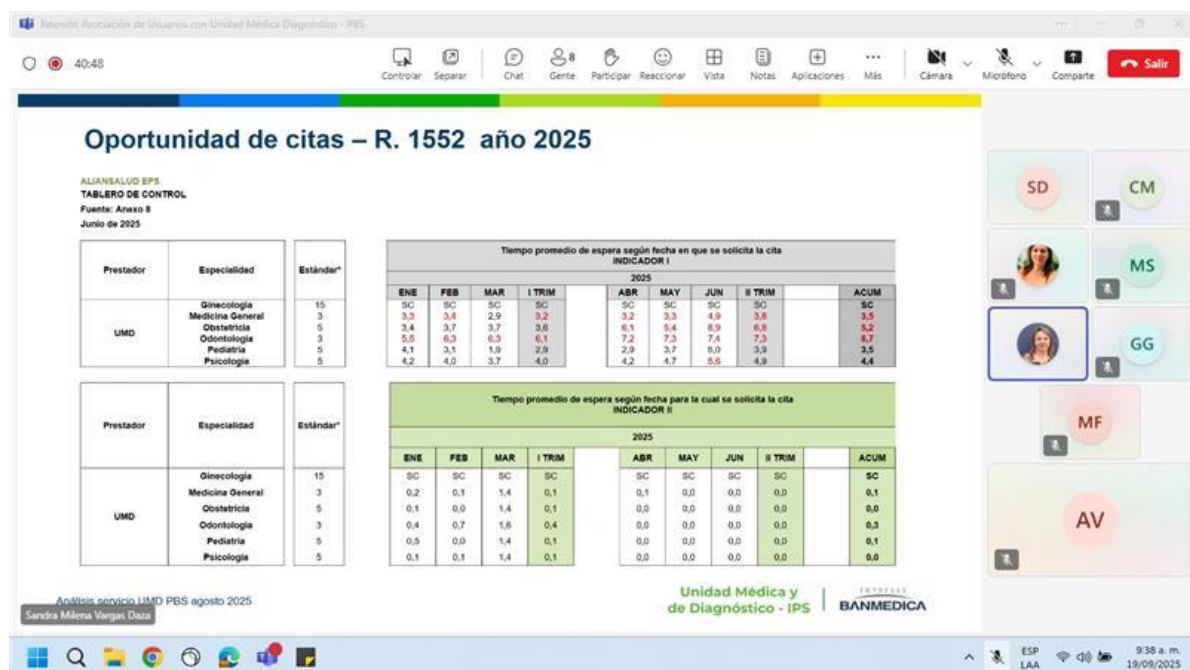 Reunión Asociación de Usuarios con Unidad Médica Diagnóstico - PBS
40:48
Controlar Separar Chat Gente 8 Participar Reaccionar Vista Notas Aplicaciones Más Cámara Micrófono Comparte Salir
Oportunidad de citas – R. 1552 año 2025
ALIANSALUD EPS
TABLERO DE CONTROL
Fuente: Anexo 8
Junio de 2025
Prestador Especialidad Estándar*
Tiempo promedio de espera según fecha en que se solicita la cita
INDICADOR I
2025
ENE FEB MAR I TRIM ABR MAY JUN II TRIM ACUM
UMD
Ginecología 15 SC SC SC SC SC SC SC SC SC
Medicina General 3 3,3 3,4 2,9 3,2 3,2 3,3 4,9 3,8 3,5
Obstetricia 5 3,4 3,7 3,7 3,6 6,1 5,4 8,9 6,8 5,2
Odontología 3 5,5 6,3 6,3 6,1 7,2 7,3 7,4 7,3 6,7
Pediatría 5 4,1 3,1 1,9 2,9 2,9 3,7 5,0 3,9 3,5
Psicología 5 4,2 4,0 3,7 4,0 4,2 4,7 5,6 4,9 4,4
Prestador Especialidad Estándar*
Tiempo promedio de espera según fecha para la cual se solicita la cita
INDICADOR II
2025
ENE FEB MAR I TRIM ABR MAY JUN II TRIM ACUM
UMD
Ginecología 15 SC SC SC SC SC SC SC SC SC
Medicina General 3 0,2 0,1 1,4 0,1 0,1 0,0 0,0 0,0 0,1
Obstetricia 5 0,1 0,0 1,4 0,1 0,0 0,0 0,0 0,0 0,0
Odontología 3 0,4 0,7 1,6 0,4 0,0 0,0 0,0 0,0 0,3
Pediatría 5 0,5 0,0 1,4 0,1 0,0 0,0 0,0 0,0 0,1
Psicología 5 0,1 0,1 1,4 0,1 0,0 0,0 0,0 0,0 0,0
Análisis servicio UMD PBS agosto 2025
Sandra Milena Vargas Daza
Unidad Médica y
de Diagnóstico - IPS
EMPRESAS
BANMEDICA
SD
CM
MS
GG
MF
AV
ESP
LAA
9:38 a. m.
19/09/2025